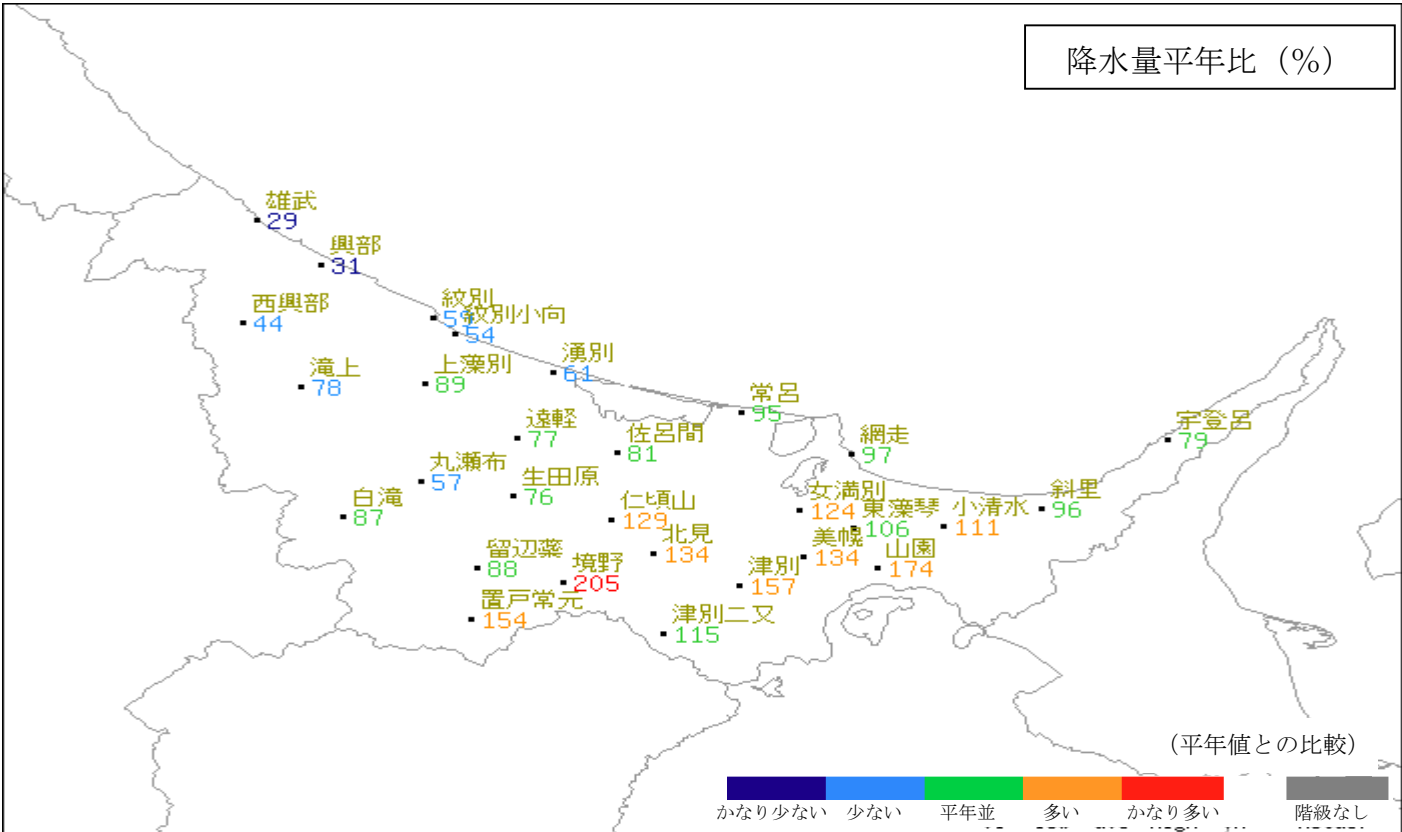 降水量平年比（％）
雄武
29
興部
31
西興部
44
紋別
59
紋別小向
54
滝上
78
上藻別
89
湧別
61
常呂
95
遠軽
77
佐呂間
81
網走
97
宇登呂
79
丸瀬布
57
生田原
76
白滝
87
仁頃山
129
女満別
124
東藻琴
106
小清水
111
斜里
96
北見
134
美幌
134
山園
174
留辺蘂
88
境野
205
津別
157
置戸常元
154
津別二又
115
（平年値との比較）
かなり少ない 少ない 平年並 多い かなり多い 階級なし